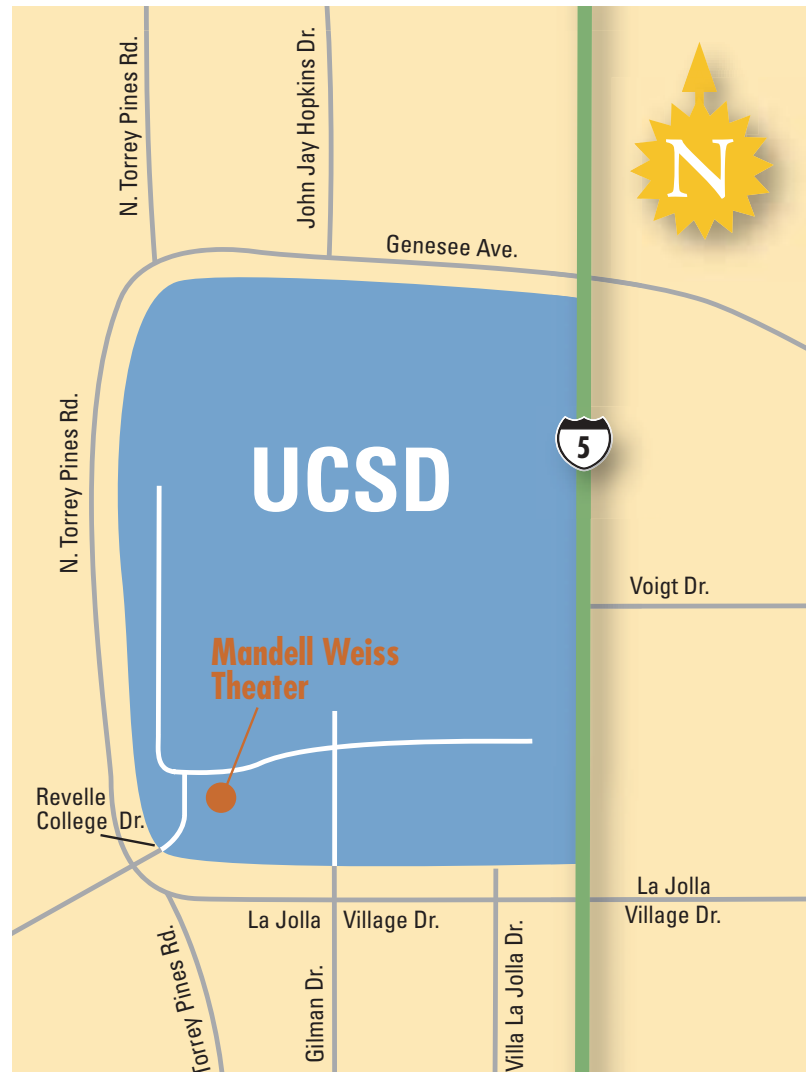 N. Torrey Pines Rd.
John Jay Hopkins Dr.
N
Genesee Ave.
N. Torrey Pines Rd.
UCSD
5
Voigt Dr.
Mandell Weiss
Theater
Revelle
College Dr.
La Jolla
Village Dr.
La Jolla Village Dr.
Torrey Pines Rd.
Gilman Dr.
Villa La Jolla Dr.